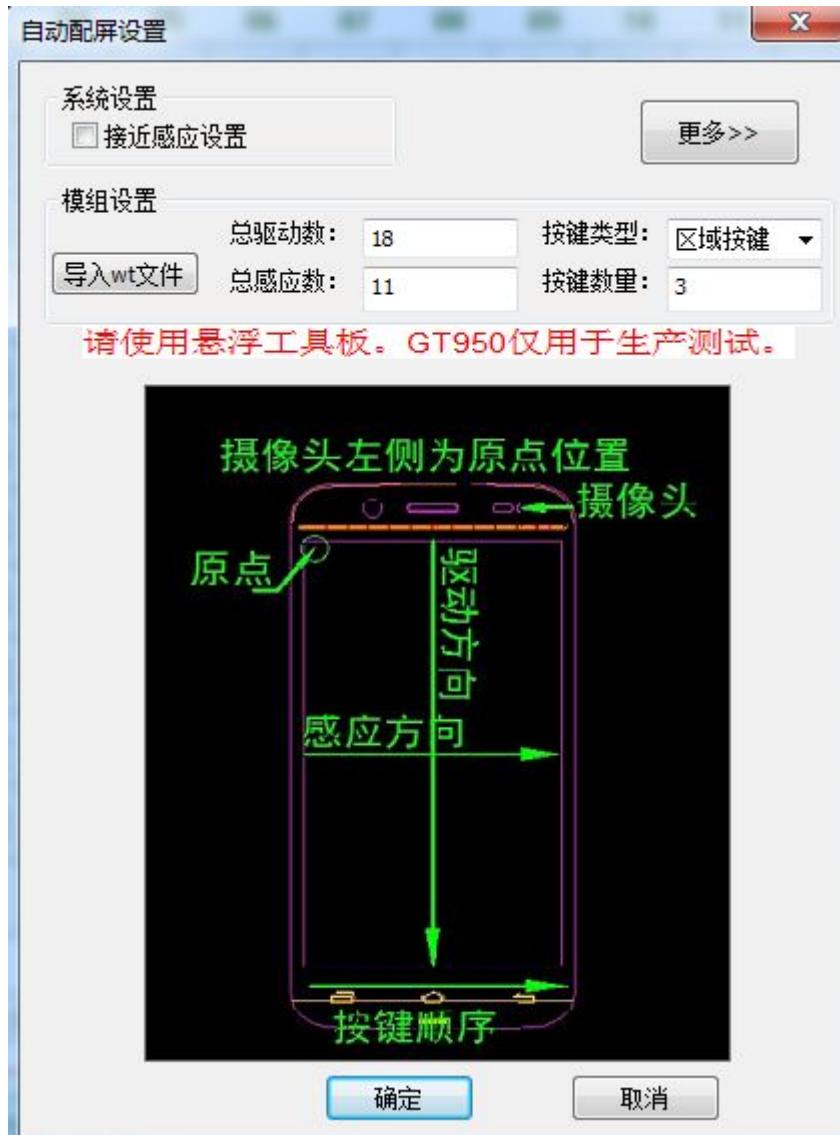 自动配屏设置
系统设置
接近感应设置
更多>>
模组设置
导入wt文件
总驱动数: 18
按键类型: 区域按键
总感应数: 11
按键数量: 3
请使用悬浮工具板。GT950仅用于生产测试。
摄像头左侧为原点位置
摄像头
原点
驱动方向
感应方向
按键顺序
确定
取消